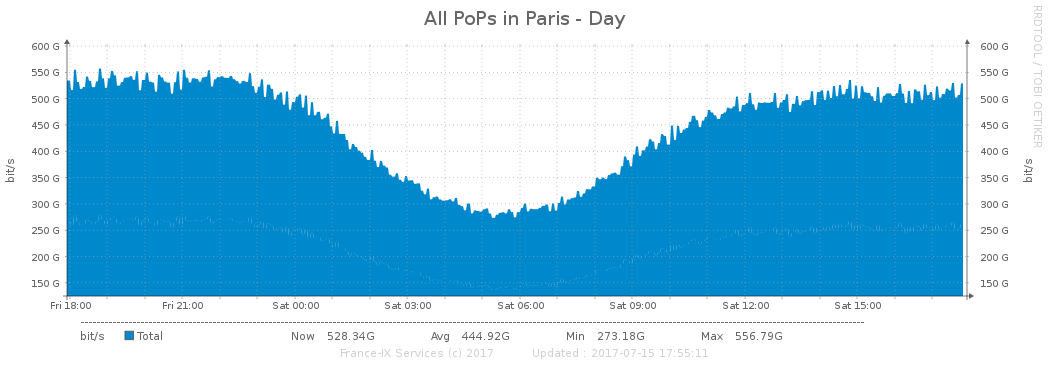 All PoPs in Paris - Day
RRDTOOL / TOBI OETIKER
600 G 600 G
550 G 550 G
500 G 500 G
450 G 450 G
400 G 400 G
350 G 350 G
300 G 300 G
250 G 250 G
200 G 200 G
150 G 150 G
bit/s bit/s
Fri 18:00 Fri 21:00 Sat 00:00 Sat 03:00 Sat 06:00 Sat 09:00 Sat 12:00 Sat 15:00
bit/s Total Now 528.34G Avg 444.92G Min 273.18G Max 556.79G
France-IX Services (c) 2017 Updated : 2017-07-15 17:55:11